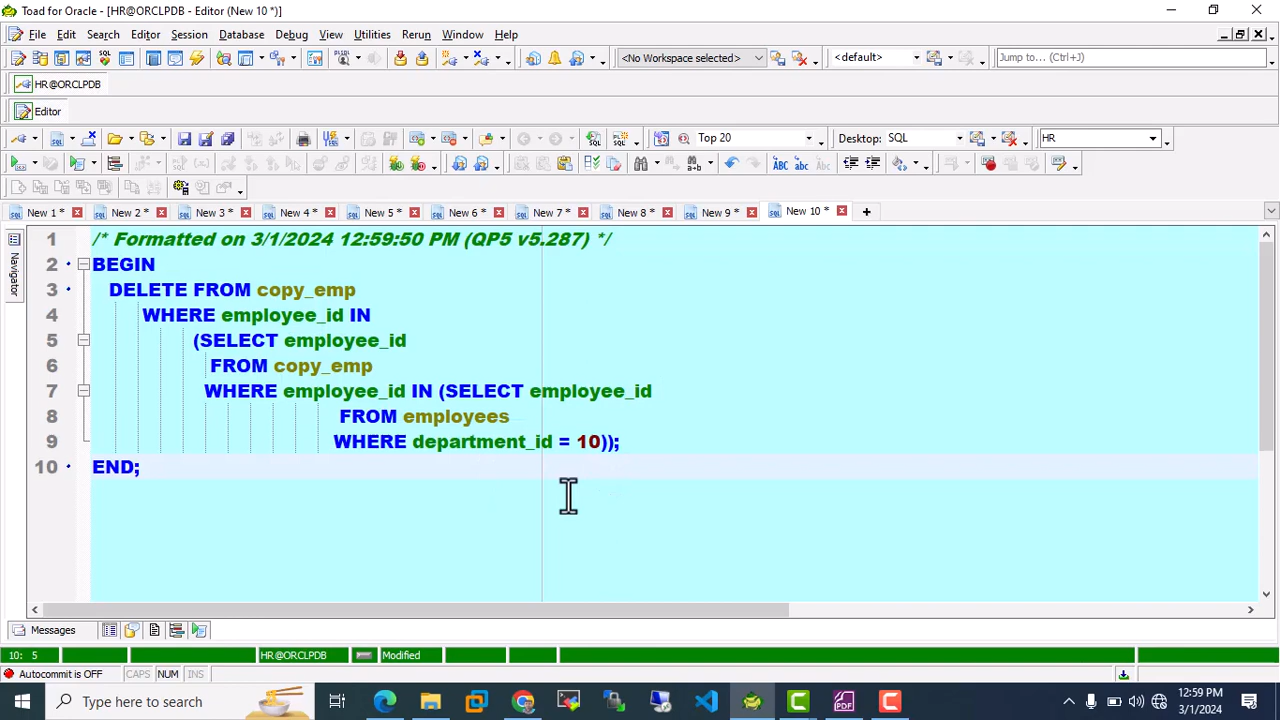 Toad for Oracle - [HR@ORCLPDB - Editor (New 10 *)]
File Edit Search Editor Session Database Debug View Utilities Rerun Window Help
<No Workspace selected> <default> Jump to... (Ctrl+J)
HR@ORCLPDB
Editor
Top 20 Desktop: SQL HR
New 1 * New 2 * New 3 * New 4 * New 5 * New 6 * New 7 * New 8 * New 9 * New 10 *
Navigator
1 /* Formatted on 3/1/2024 12:59:50 PM (QP5 v5.287) */
2 BEGIN
3 DELETE FROM copy_emp
4 WHERE employee_id IN
5 (SELECT employee_id
6 FROM copy_emp
7 WHERE employee_id IN (SELECT employee_id
8 FROM employees
9 WHERE department_id = 10));
10 END;
Messages
10: 5 HR@ORCLPDB Modified
Autocommit is OFF CAPS NUM INS
Type here to search
12:59 PM
3/1/2024